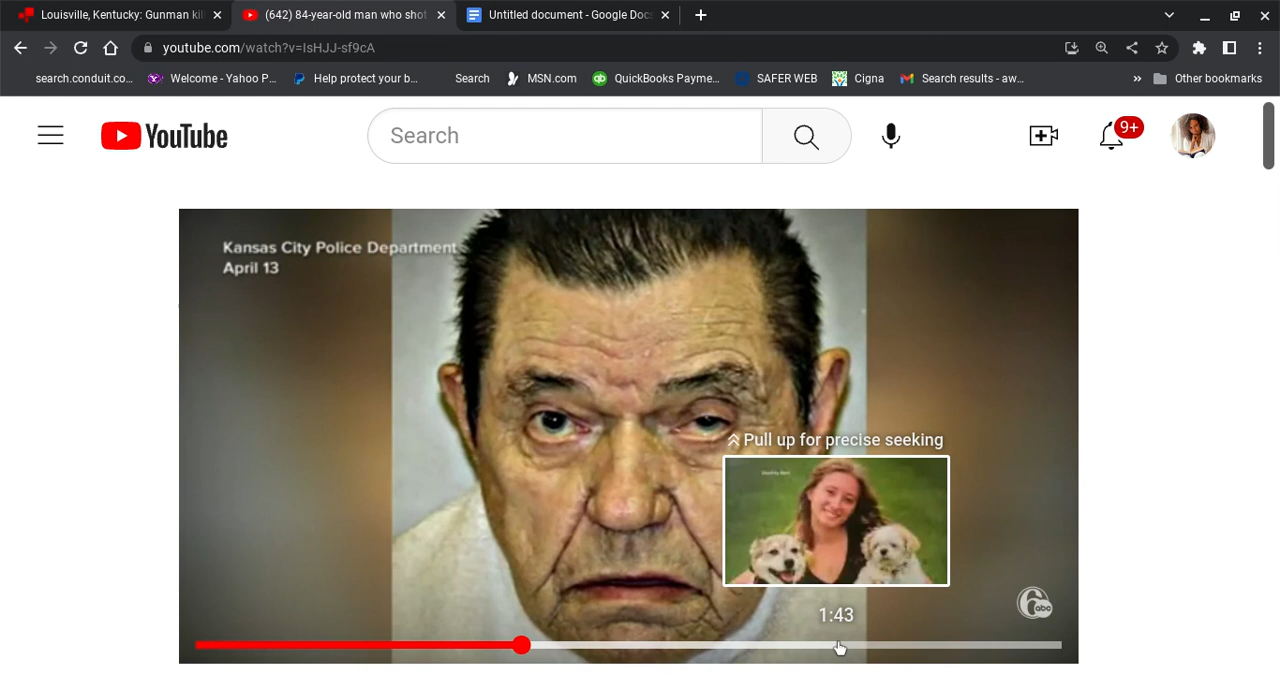 Louisville, Kentucky: Gunman kil
(642) 84-year-old man who shot
Untitled document - Google Docs
youtube.com/watch?v=IsHJJ-sf9cA
search.conduit.co...
Welcome - Yahoo P...
Help protect your b...
Search
MSN.com
QuickBooks Payme...
SAFER WEB
Cigna
Search results - aw...
Other bookmarks
YouTube
Search
9+
Kansas City Police Department
April 13
Pull up for precise seeking
1:43
6abc